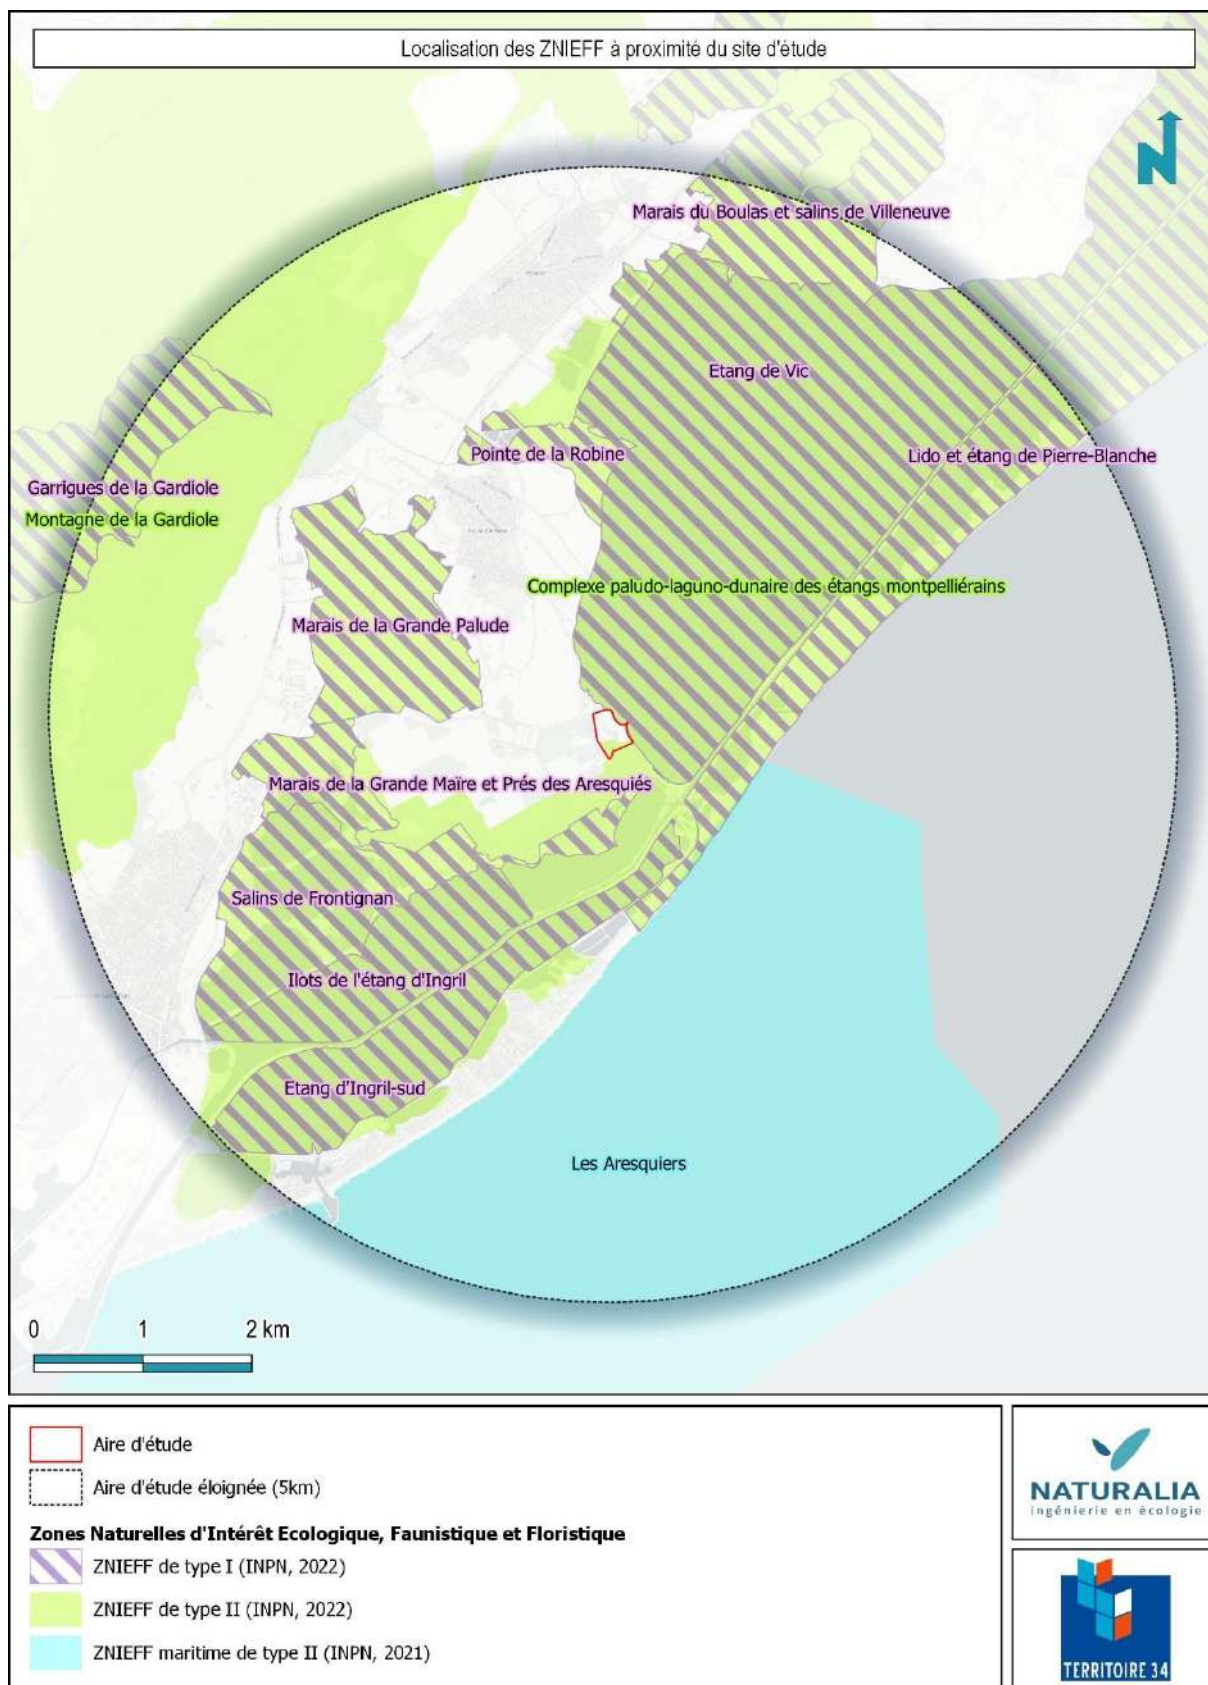 Localisation des ZNIEFF à proximité du site d'étude
N
Marais du Boulas et salins de Villeneuve
Etang de Vic
Pointe de la Robine
Lido et étang de Pierre-Blanche
Garrigues de la Gardiole
Montagne de la Gardiole
Complexe paludo-laguno-dunaire des étangs montpelliérains
Marais de la Grande Palude
Marais de la Grande Maïre et Prés des Aresquiés
Salins de Frontignan
Ilots de l'étang d'Ingril
Etang d'Ingril-sud
Les Aresquiers
0 1 2 km
Aire d'étude
Aire d'étude éloignée (5km)
Zones Naturelles d'Intérêt Ecologique, Faunistique et Floristique
ZNIEFF de type I (INPN, 2022)
ZNIEFF de type II (INPN, 2022)
ZNIEFF maritime de type II (INPN, 2021)
NATURALIA
ingénierie en écologie
TERRITOIRE 34